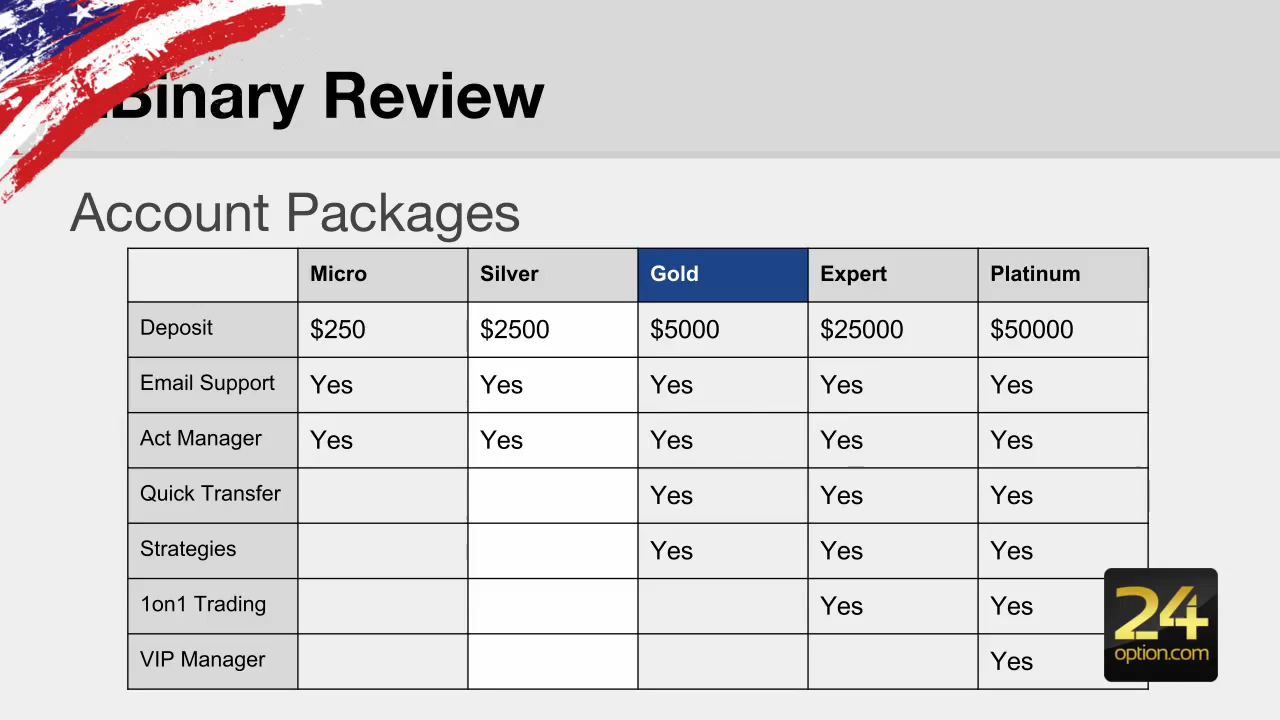 Binary Review
Account Packages
Micro Silver Gold Expert Platinum
Deposit $250 $2500 $5000 $25000 $50000
Email Support Yes Yes Yes Yes Yes
Act Manager Yes Yes Yes Yes Yes
Quick Transfer Yes Yes Yes
Strategies Yes Yes Yes
1on1 Trading Yes Yes
VIP Manager Yes
24
option.com